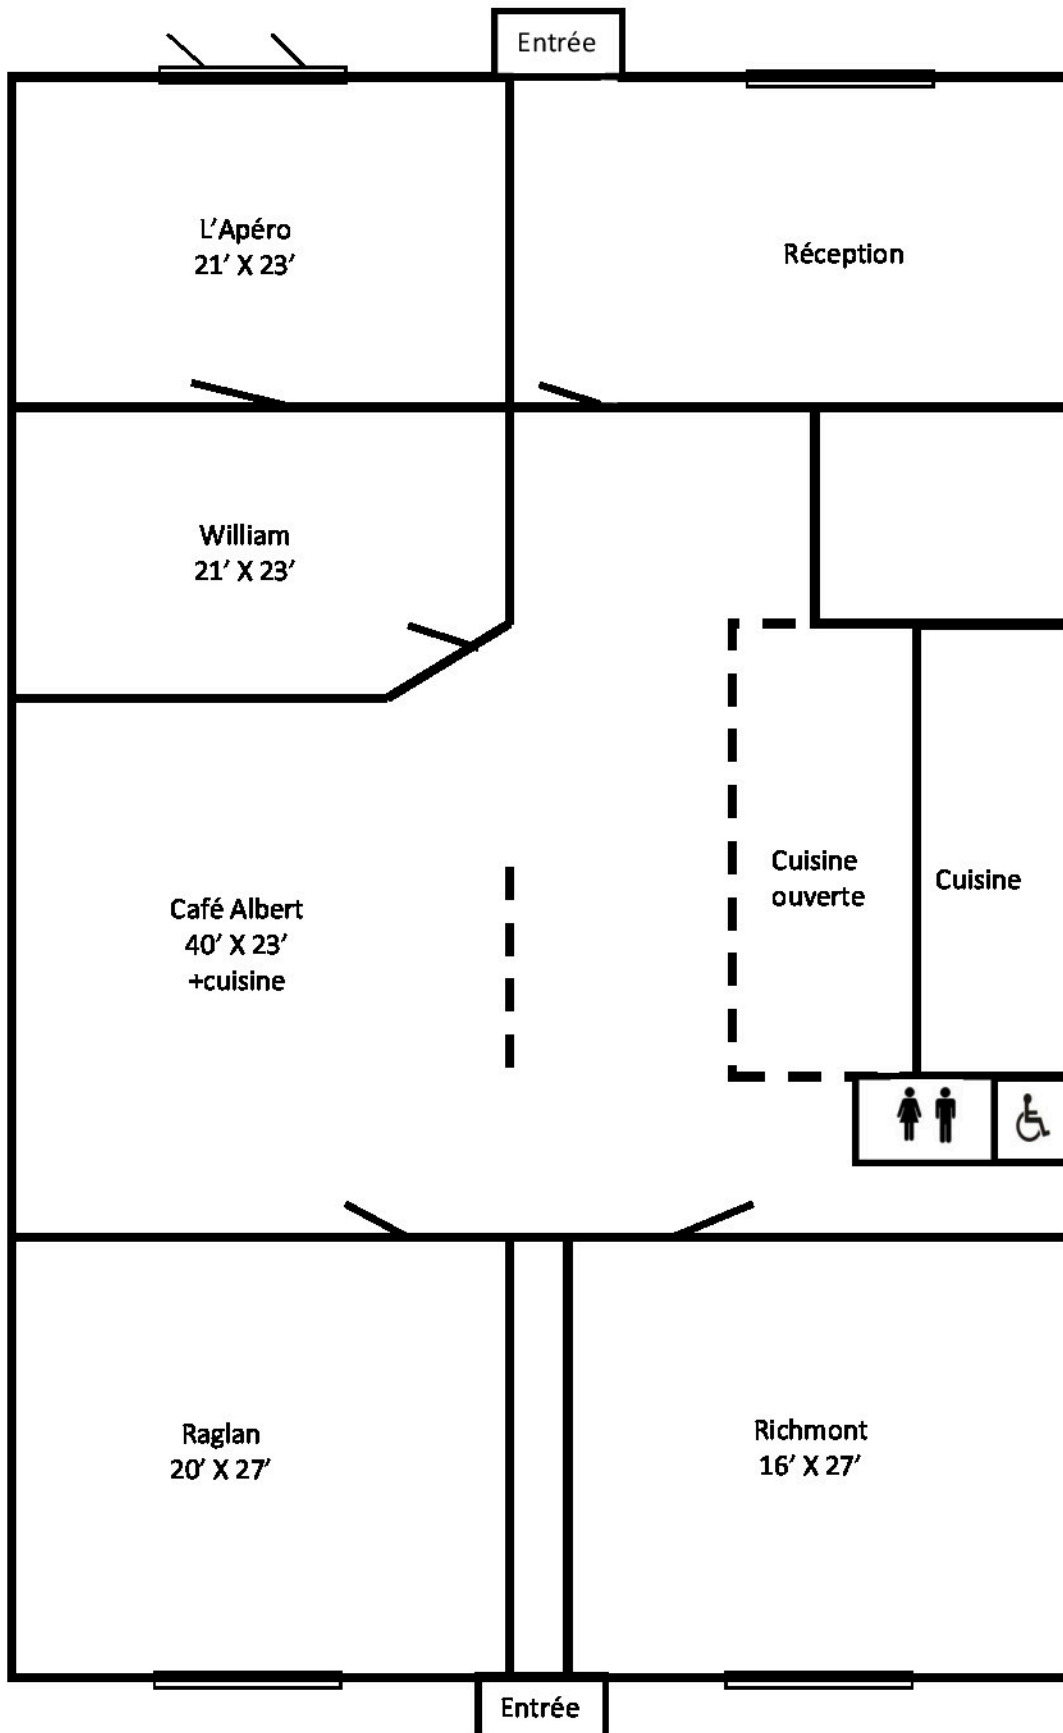 Entrée
L'Apéro
21' X 23'
Réception
William
21' X 23'
Cuisine
ouverte
Cuisine
Café Albert
40' X 23'
+cuisine
Raglan
20' X 27'
Richmont
16' X 27'
Entrée